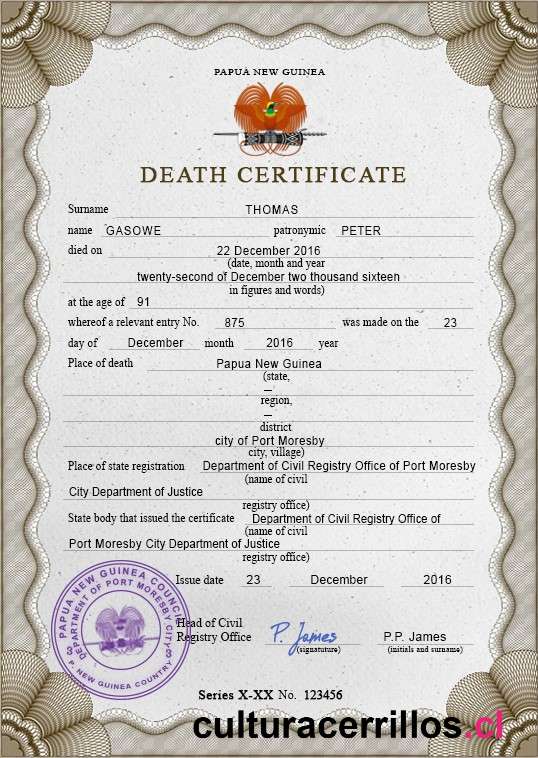 PAPUA NEW GUINEA
DEATH CERTIFICATE
Surname THOMAS
name GASOWE patronymic PETER
died on 22 December 2016
(date, month and year
twenty-second of December two thousand sixteen
in figures and words)
at the age of 91
whereof a relevant entry No. 875 was made on the 23
day of December month 2016 year
Place of death Papua New Guinea
(state,
—
region,
—
district
city of Port Moresby
city, village)
Place of state registration Department of Civil Registry Office of Port Moresby
(name of civil
City Department of Justice
registry office)
State body that issued the certificate Department of Civil Registry Office of
(name of civil
Port Moresby City Department of Justice
registry office)
Issue date 23 December 2016
PAPUA NEW GUINEA COUNCIL
DEPARTMENT OF PORT MORESBY CITY
P. NEW GUINEA COUNTRY
Head of Civil
Registry Office P. James P.P. James
(signatuture) (initials and surname)
Series X-XX No. 123456
culturacerrillos.cl